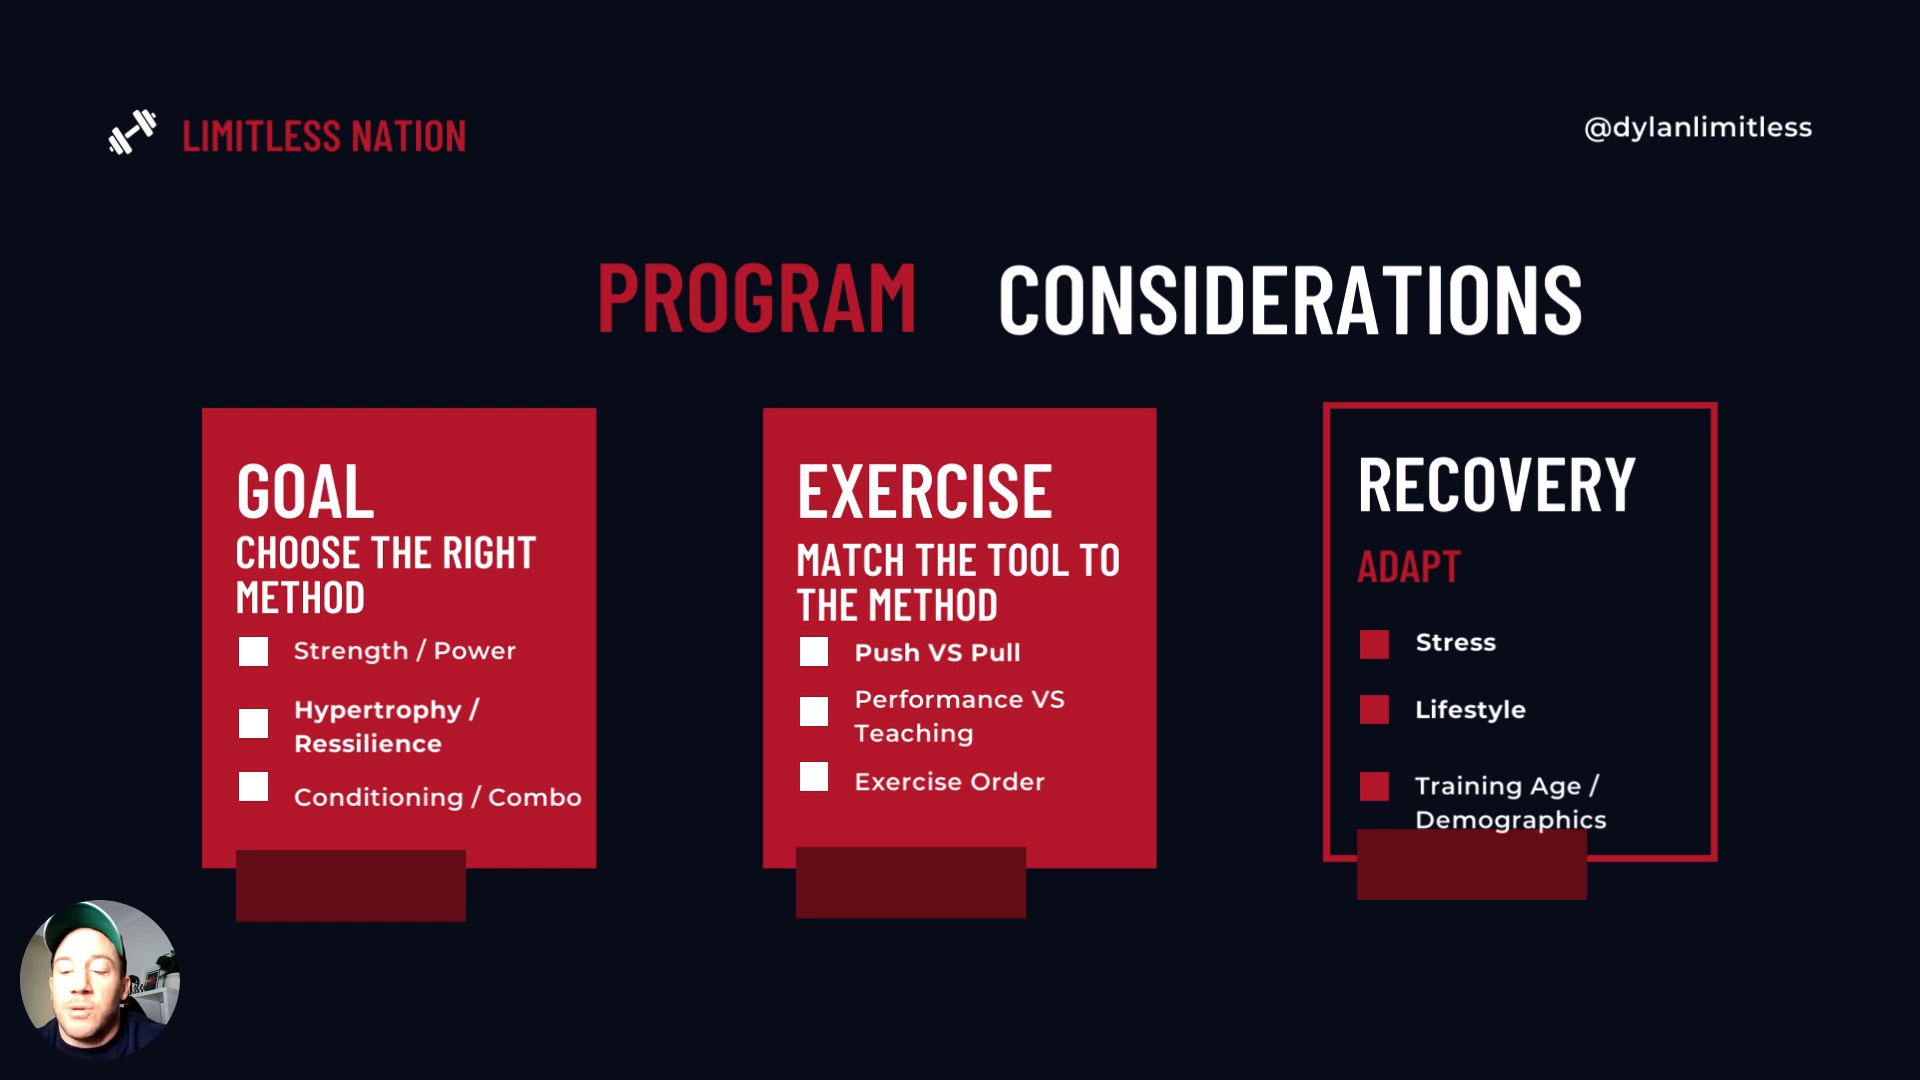 LIMITLESS NATION
@dylanlimitless
PROGRAM CONSIDERATIONS
GOAL
CHOOSE THE RIGHT
METHOD
Strength / Power
Hypertrophy /
Ressilience
Conditioning / Combo
EXERCISE
MATCH THE TOOL TO
THE METHOD
Push VS Pull
Performance VS
Teaching
Exercise Order
RECOVERY
ADAPT
Stress
Lifestyle
Training Age /
Demographics